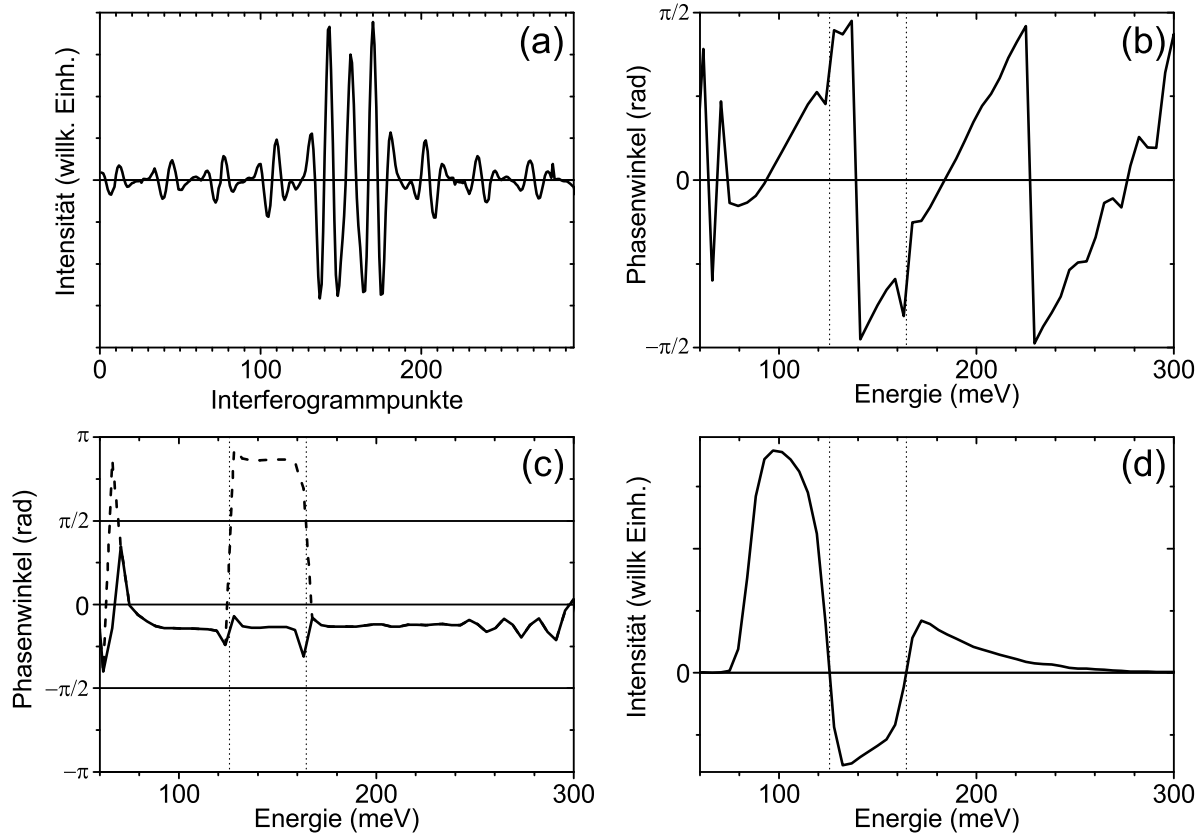 Intensität (willk. Einh.)
(a)
0 100 200
Interferogrammpunkte
Phasenwinkel (rad)
π/2
0
−π/2
(b)
100 200 300
Energie (meV)
Phasenwinkel (rad)
π
π/2
0
−π/2
−π
(c)
100 200 300
Energie (meV)
Intensität (willk Einh.)
0
(d)
100 200 300
Energie (meV)